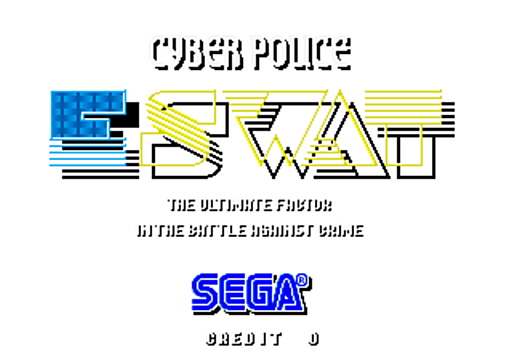 CYBER POLICE
ESWAT
THE ULTIMATE FACTOR
IN THE BATTLE AGAINST CRIME
SEGA®
CREDIT 0